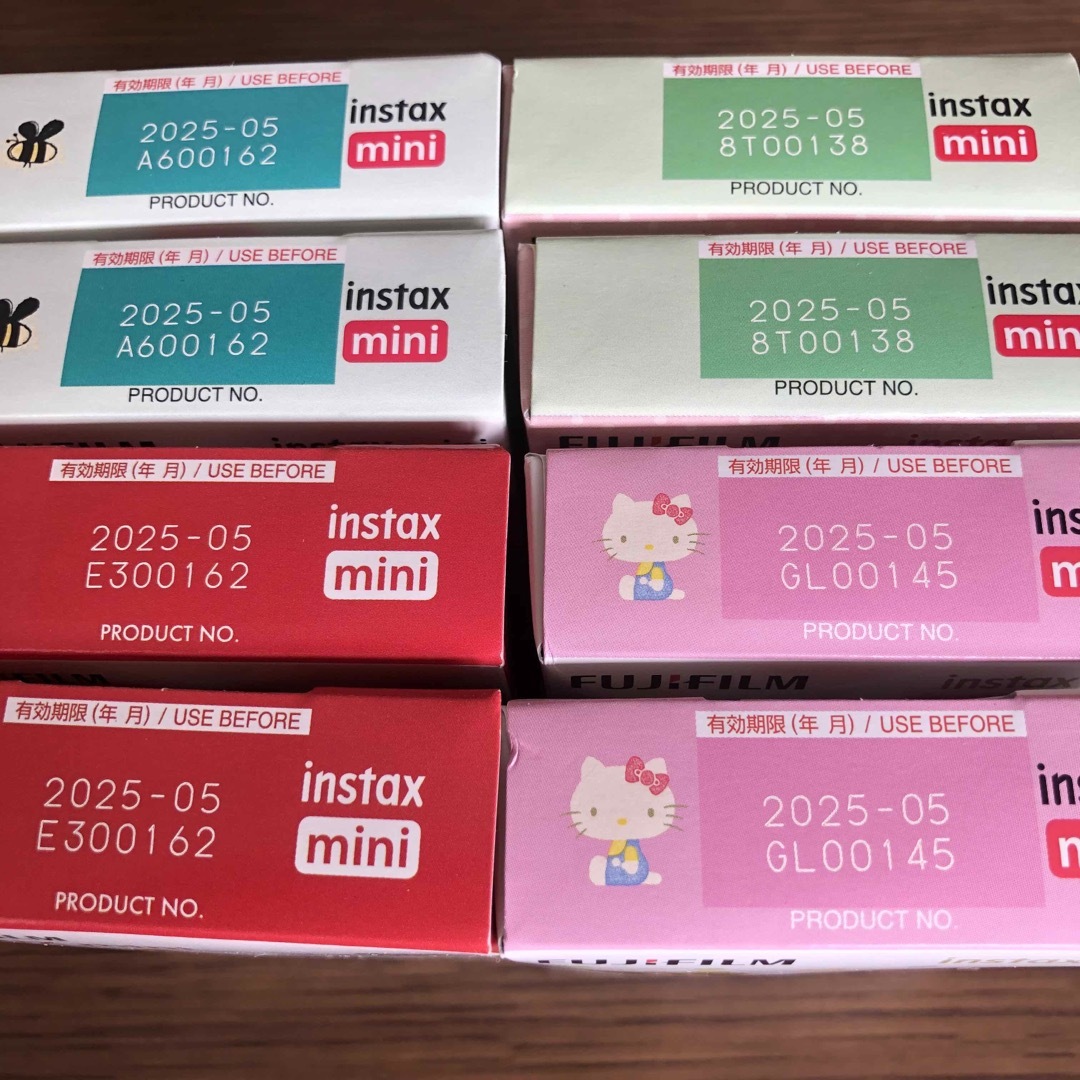 有効期限(年 月) / USE BEFORE
2025-05
A600162
PRODUCT NO.
instax
mini
有効期限(年 月) / USE BEFORE
2025-05
8T00138
PRODUCT NO.
instax
mini
有効期限(年 月) / USE BEFORE
2025-05
A600162
PRODUCT NO.
instax
mini
有効期限(年 月) / USE BEFORE
2025-05
8T00138
PRODUCT NO.
FUJIFILM
有効期限(年 月) / USE BEFORE
2025-05
E300162
PRODUCT NO.
instax
mini
有効期限(年 月) / USE BEFORE
2025-05
GL00145
PRODUCT NO.
FUJIFILM
instax
有効期限(年 月) / USE BEFORE
2025-05
E300162
PRODUCT NO.
instax
mini
有効期限(年 月) / USE BEFORE
2025-05
GL00145
PRODUCT NO.
FUJIFILM
instax